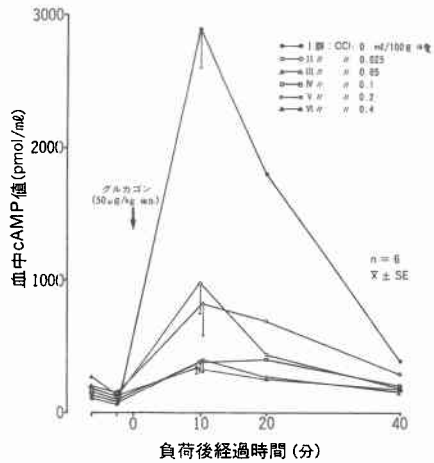 3000
2000
1000
0
血中cAMP値(pmol/mℓ)
グルカゴン
(50μg/kg
I 群 : CCl₄ 0 mℓ/100g 体重
II 〃 〃 0.025
III 〃 〃 0.05
IV 〃 〃 0.1
V 〃 〃 0.2
VI 〃 〃 0.4
n = 6
X̄ ± SE
0 10 20 40
負荷後経過時間(分)